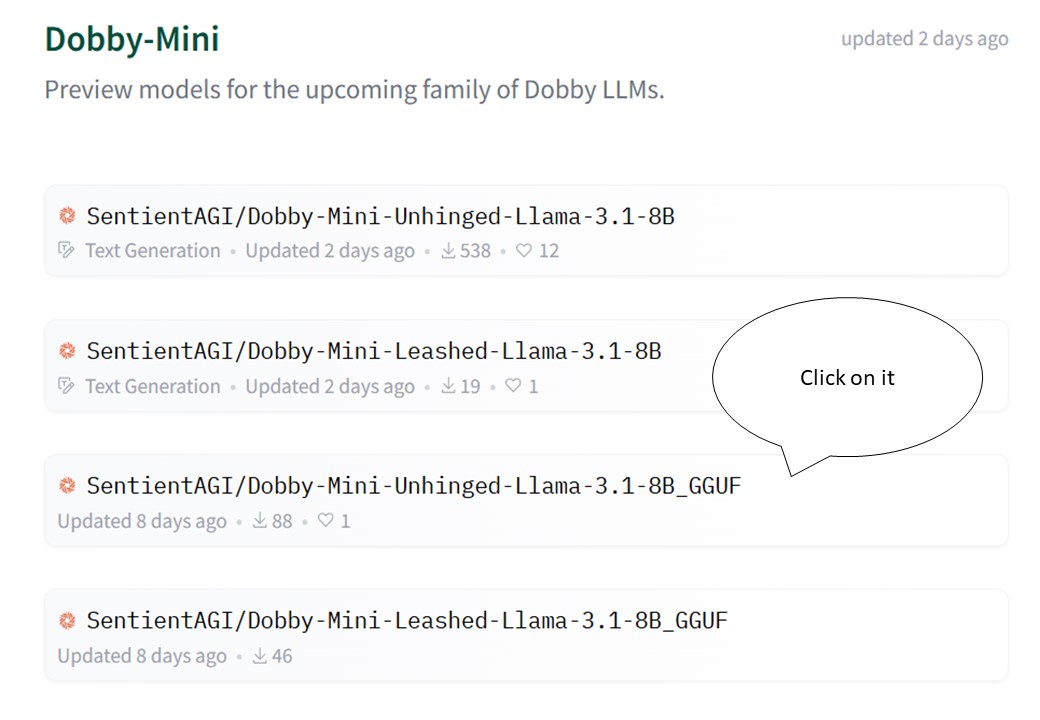 Dobby-Mini
updated 2 days ago
Preview models for the upcoming family of Dobby LLMs.
SentientAGI/Dobby-Mini-Unhinged-Llama-3.1-8B
Text Generation • Updated 2 days ago • 538 • 12
SentientAGI/Dobby-Mini-Leashed-Llama-3.1-8B
Text Generation • Updated 2 days ago • 19 • 1
Click on it
SentientAGI/Dobby-Mini-Unhinged-Llama-3.1-8B_GGUF
Updated 8 days ago • 88 • 1
SentientAGI/Dobby-Mini-Leashed-Llama-3.1-8B_GGUF
Updated 8 days ago • 46